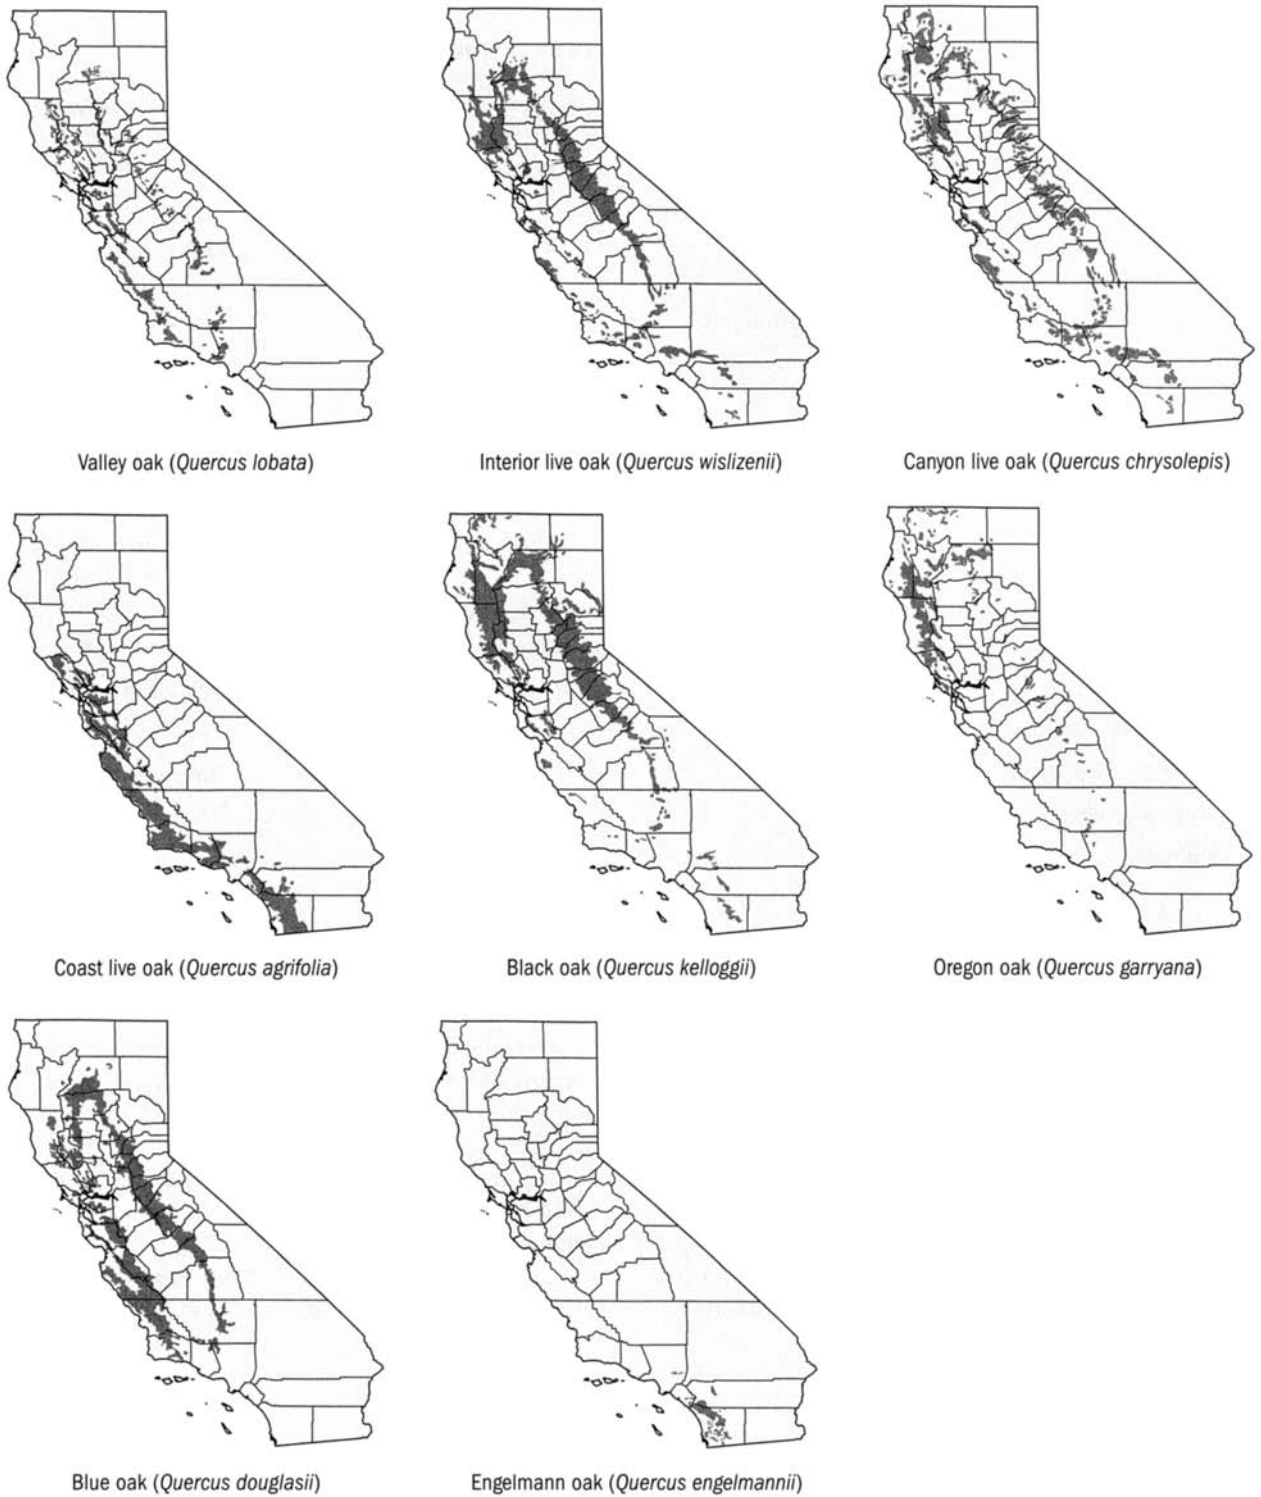 Valley oak (Quercus lobata)
Interior live oak (Quercus wislizenii)
Canyon live oak (Quercus chrysolepis)
Coast live oak (Quercus agrifolia)
Black oak (Quercus kelloggii)
Oregon oak (Quercus garryana)
Blue oak (Quercus douglasii)
Engelmann oak (Quercus engelmannii)